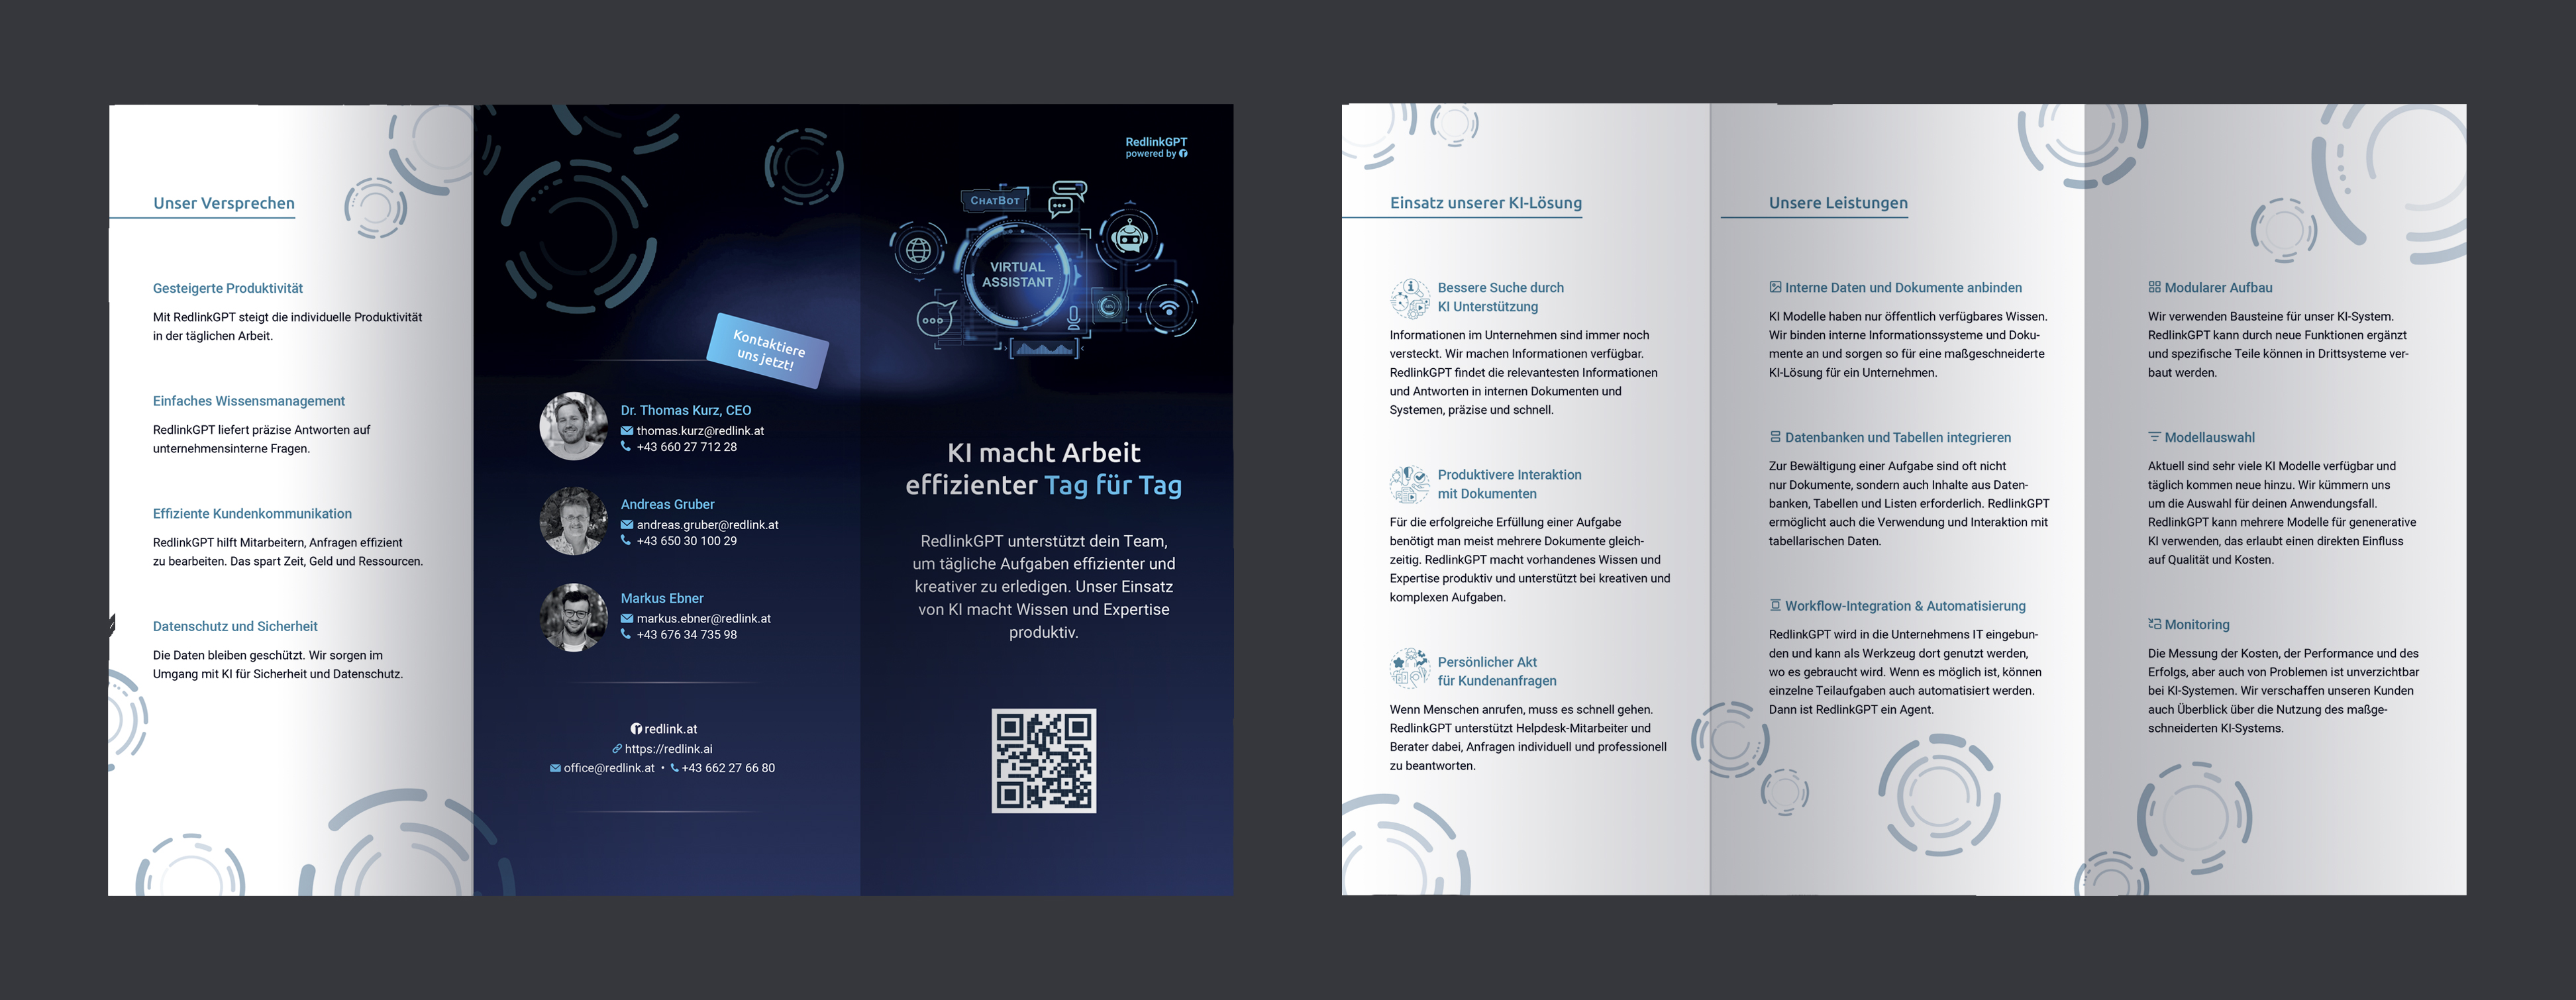 Unser Versprechen
Gesteigerte Produktivität
Mit RedlinkGPT steigt die individuelle Produktivität
in der täglichen Arbeit.
Einfaches Wissensmanagement
RedlinkGPT liefert präzise Antworten auf
unternehmensinterne Fragen.
Effiziente Kundenkommunikation
RedlinkGPT hilft Mitarbeitern, Anfragen effizient
zu bearbeiten. Das spart Zeit, Geld und Ressourcen.
Datenschutz und Sicherheit
Die Daten bleiben geschützt. Wir sorgen im
Umgang mit KI für Sicherheit und Datenschutz.
Kontaktiere
uns jetzt!
Dr. Thomas Kurz, CEO
thomas.kurz@redlink.at
+43 660 27 712 28
Andreas Gruber
andreas.gruber@redlink.at
+43 650 30 100 29
Markus Ebner
markus.ebner@redlink.at
+43 676 34 735 98
redlink.at
https://redlink.ai
office@redlink.at • +43 662 27 66 80
RedlinkGPT
powered by
CHATBOT
VIRTUAL
ASSISTANT
KI macht Arbeit
effizienter Tag für Tag
RedlinkGPT unterstützt dein Team,
um tägliche Aufgaben effizienter und
kreativer zu erledigen. Unser Einsatz
von KI macht Wissen und Expertise
produktiv.
Einsatz unserer KI-Lösung
Bessere Suche durch
KI Unterstützung
Informationen im Unternehmen sind immer noch
versteckt. Wir machen Informationen verfügbar.
RedlinkGPT findet die relevantesten Informationen
und Antworten in internen Dokumenten und
Systemen, präzise und schnell.
Produktivere Interaktion
mit Dokumenten
Für die erfolgreiche Erfüllung einer Aufgabe
benötigt man meist mehrere Dokumente gleich-
zeitig. RedlinkGPT macht vorhandenes Wissen und
Expertise produktiv und unterstützt bei kreativen und
komplexen Aufgaben.
Persönlicher Akt
für Kundenanfragen
Wenn Menschen anrufen, muss es schnell gehen.
RedlinkGPT unterstützt Helpdesk-Mitarbeiter und
Berater dabei, Anfragen individuell und professionell
zu beantworten.
Unsere Leistungen
Interne Daten und Dokumente anbinden
KI Modelle haben nur öffentlich verfügbares Wissen.
Wir binden interne Informationssysteme und Doku-
mente an und sorgen so für eine maßgeschneiderte
KI-Lösung für ein Unternehmen.
Datenbanken und Tabellen integrieren
Zur Bewältigung einer Aufgabe sind oft nicht
nur Dokumente, sondern auch Inhalte aus Daten-
banken, Tabellen und Listen erforderlich. RedlinkGPT
ermöglicht auch die Verwendung und Interaktion mit
tabellarischen Daten.
Workflow-Integration & Automatisierung
RedlinkGPT wird in die Unternehmens IT eingebun-
den und kann als Werkzeug dort genutzt werden,
wo es gebraucht wird. Wenn es möglich ist, können
einzelne Teilaufgaben auch automatisiert werden.
Dann ist RedlinkGPT ein Agent.
Modularer Aufbau
Wir verwenden Bausteine für unser KI-System.
RedlinkGPT kann durch neue Funktionen ergänzt
und spezifische Teile können in Drittsysteme ver-
baut werden.
Modellauswahl
Aktuell sind sehr viele KI Modelle verfügbar und
täglich kommen neue hinzu. Wir kümmern uns
um die Auswahl für deinen Anwendungsfall.
RedlinkGPT kann mehrere Modelle für genenerative
KI verwenden, das erlaubt einen direkten Einfluss
auf Qualität und Kosten.
Monitoring
Die Messung der Kosten, der Performance und des
Erfolgs, aber auch von Problemen ist unverzichtbar
bei KI-Systemen. Wir verschaffen unseren Kunden
auch Überblick über die Nutzung des maßge-
schneiderten KI-Systems.